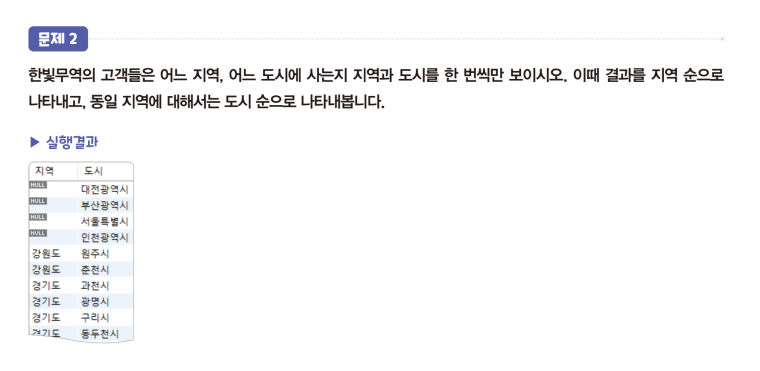 문제 2
한빛무역의 고객들은 어느 지역, 어느 도시에 사는지 지역과 도시를 한 번씩만 보이시오. 이때 결과를 지역 순으로
나타내고, 동일 지역에 대해서는 도시 순으로 나타내봅니다.
▶ 실행결과
지역 도시
NULL 대전광역시
NULL 부산광역시
NULL 서울특별시
NULL 인천광역시
강원도 원주시
강원도 춘천시
경기도 과천시
경기도 광명시
경기도 구리시
경기도 동두천시